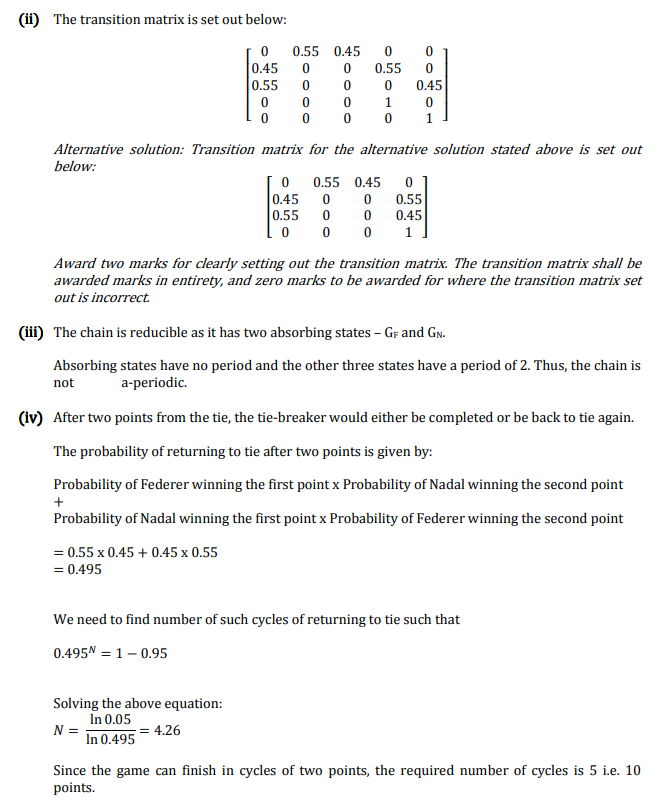 (ii) The transition matrix is set out below:
0 0.55 0.45 0 0
0.45 0 0 0.55 0
0.55 0 0 0 0.45
0 0 0 1 0
0 0 0 0 1
Alternative solution: Transition matrix for the alternative solution stated above is set out
below:
0 0.55 0.45 0
0.45 0 0 0.55
0.55 0 0 0.45
0 0 0 1
Award two marks for clearly setting out the transition matrix. The transition matrix shall be
awarded marks in entirety, and zero marks to be awarded for where the transition matrix set
out is incorrect.
(iii) The chain is reducible as it has two absorbing states – GF and GN.
Absorbing states have no period and the other three states have a period of 2. Thus, the chain is
not a-periodic.
(iv) After two points from the tie, the tie-breaker would either be completed or be back to tie again.
The probability of returning to tie after two points is given by:
Probability of Federer winning the first point x Probability of Nadal winning the second point
+
Probability of Nadal winning the first point x Probability of Federer winning the second point
= 0.55 x 0.45 + 0.45 x 0.55
= 0.495
We need to find number of such cycles of returning to tie such that
0.495^N = 1 – 0.95
Solving the above equation:
N = ln 0.05 / ln 0.495 = 4.26
Since the game can finish in cycles of two points, the required number of cycles is 5 i.e. 10
points.